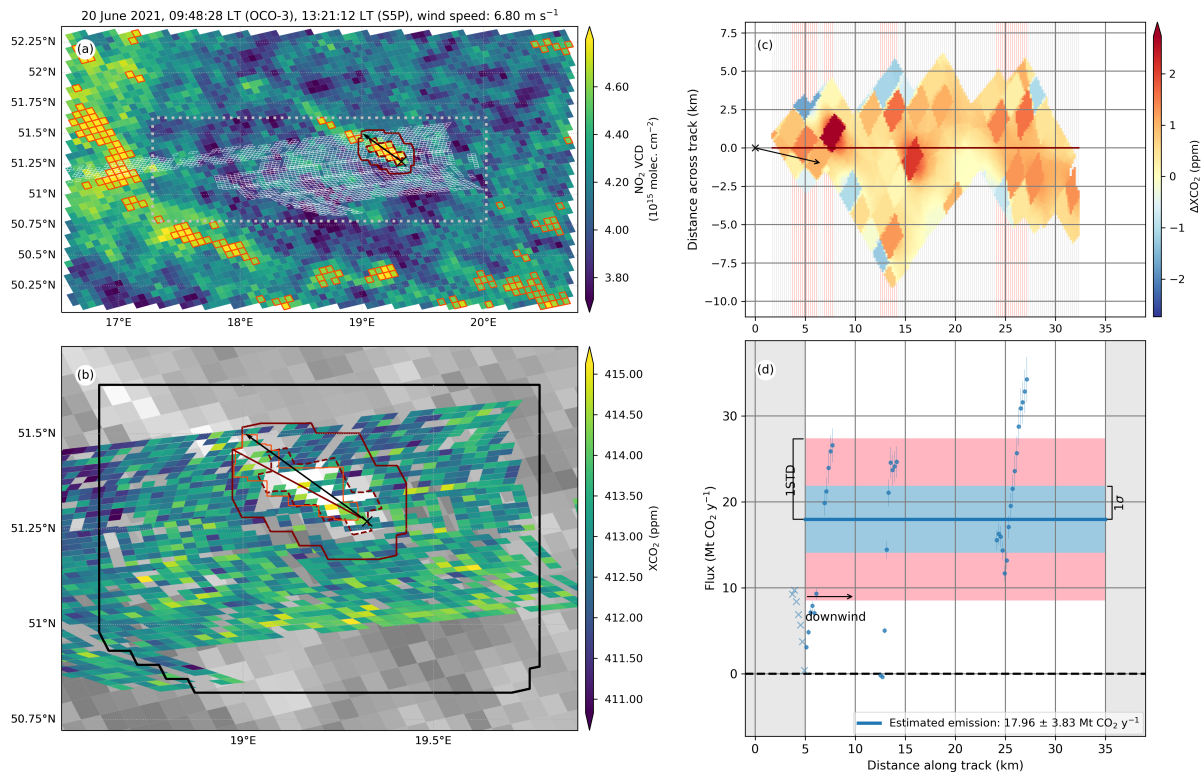 20 June 2021, 09:48:28 LT (OCO-3), 13:21:12 LT (S5P), wind speed: 6.80 m s⁻¹
(a)
52.25°N
52°N
51.75°N
51.5°N
51.25°N
51°N
50.75°N
50.5°N
50.25°N
17°E
18°E
19°E
20°E
4.60
4.40
4.20
4.00
3.80
NO₂ VCD
(10¹⁵ molec. cm⁻²)
(c)
7.5
5.0
2.5
0.0
−2.5
−5.0
−7.5
−10.0
Distance across track (km)
0
5
10
15
20
25
30
35
2
1
0
−1
−2
ΔXCO₂ (ppm)
(b)
51.5°N
51.25°N
51°N
50.75°N
19°E
19.5°E
415.00
414.50
414.00
413.50
413.00
412.50
412.00
411.50
411.00
XCO₂ (ppm)
(d)
30
20
10
0
Flux (Mt CO₂ y⁻¹)
1STD
1σ
downwind
Estimated emission: 17.96 ± 3.83 Mt CO₂ y⁻¹
0
5
10
15
20
25
30
35
Distance along track (km)